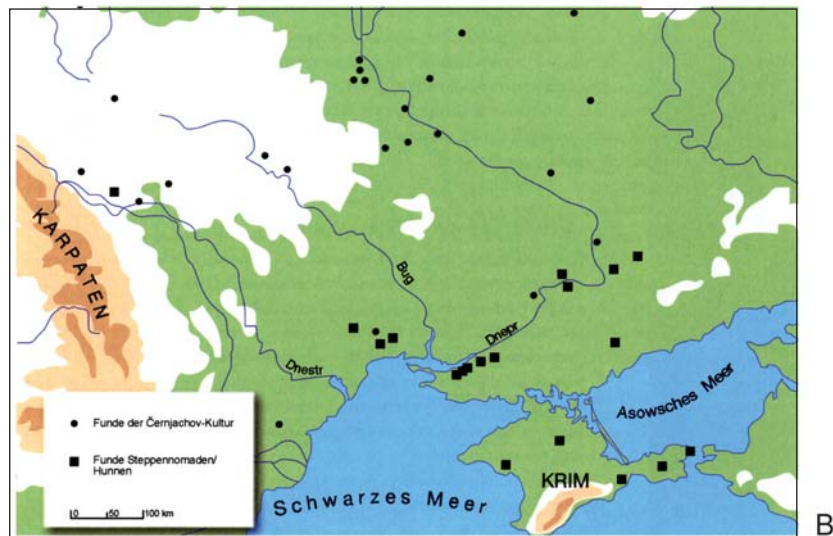 KARPATEN
Bug
Dnepr
Dnestr
Asowsches Meer
KRIM
Schwarzes Meer
Funde der Černjachov-Kultur
Funde Steppennomaden/
Hunnen
0 50 100 km
B